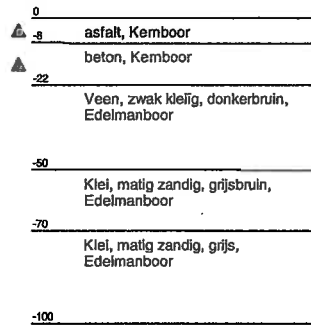 0
-8
asfalt, Kernboor
beton, Kernboor
-22
Veen, zwak kleiïg, donkerbruin,
Edelmanboor
-50
Klei, matig zandig, grijsbruin,
Edelmanboor
-70
Klei, matig zandig, grijs,
Edelmanboor
-100